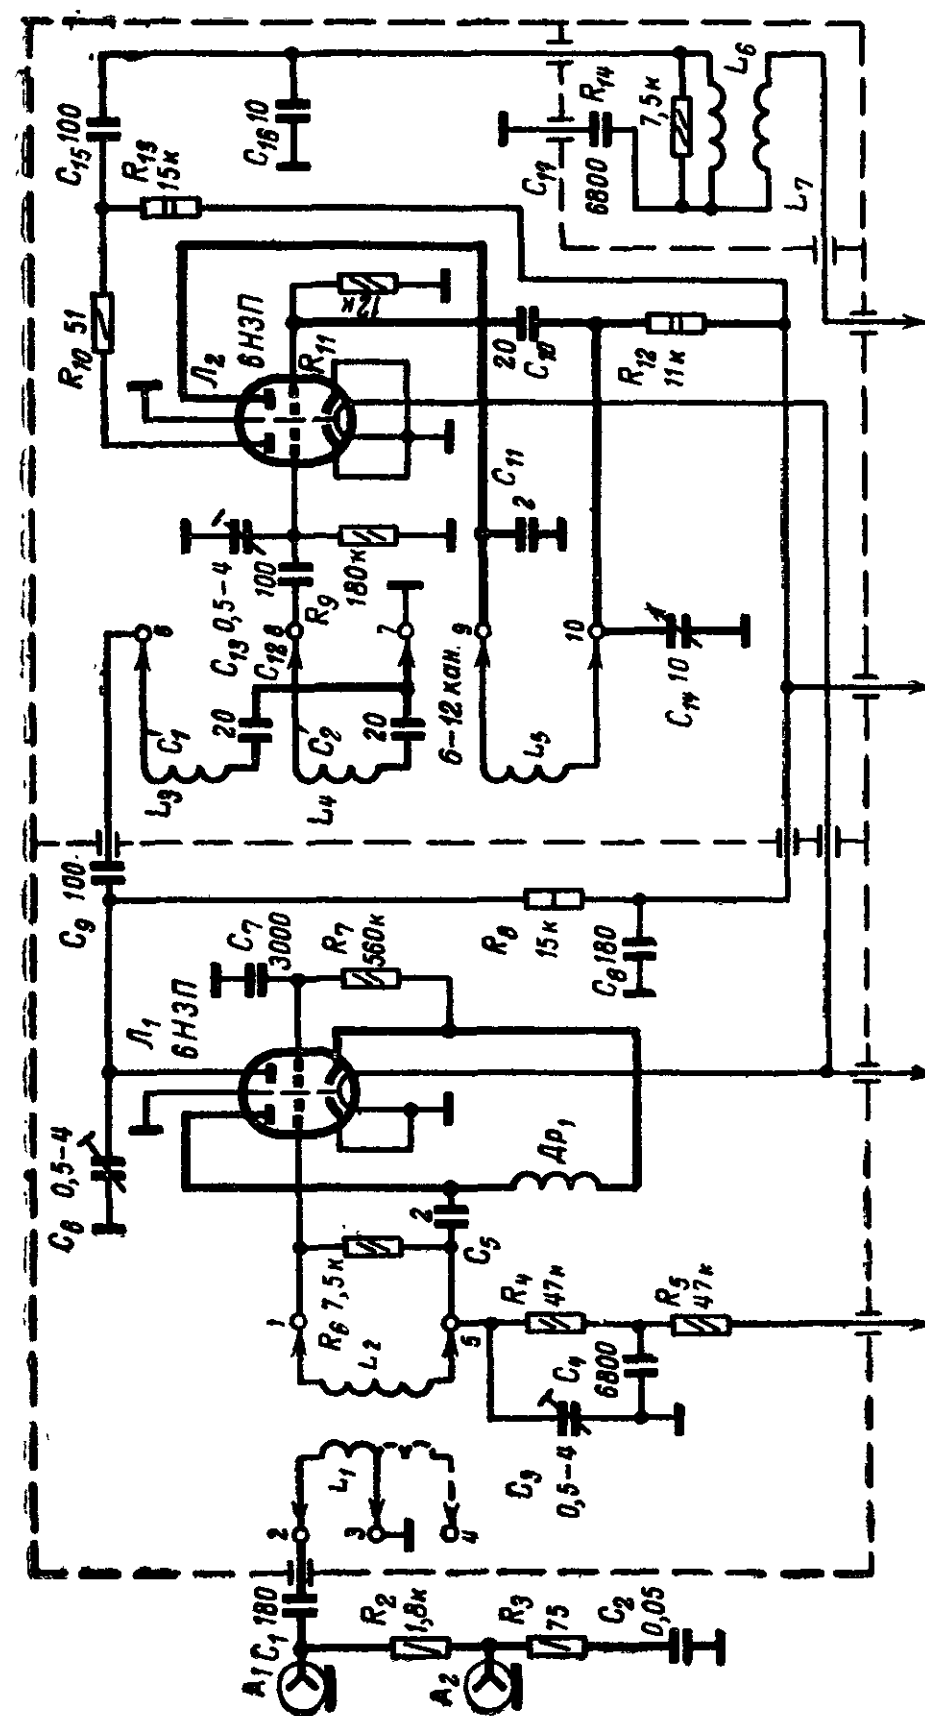 A₁
C₁ 180
R₂
1,8к
A₂
R₃
75
C₂
0,05
2
3
4
L₁
C₃
0,5-4
C₄
6800
R₄
47к
R₅
47к
1
5
L₂
R₆ 7,5к
C₅
2
Др₁
C₆
0,5-4
Л₁
6Н3П
C₇
3000
R₇
560к
C₉
100
R₈
15к
C₈ 180
L₃
C'₁
20
L₄
C'₂
20
L₅
6-12 кан.
6
8
7
9
10
C₁₃ 0,5-4
C₁₂ 100
R₉
180к
C₁₁
2
C₁₄ 10
R₁₀ 51
Л₂
6Н3П
R₁₁
12к
20
C₁₀
R₁₂
11к
C₁₅ 100
R₁₃
15к
C₁₆ 10
C₁₇
6800
R₁₄
7,5к
L₆
L₇